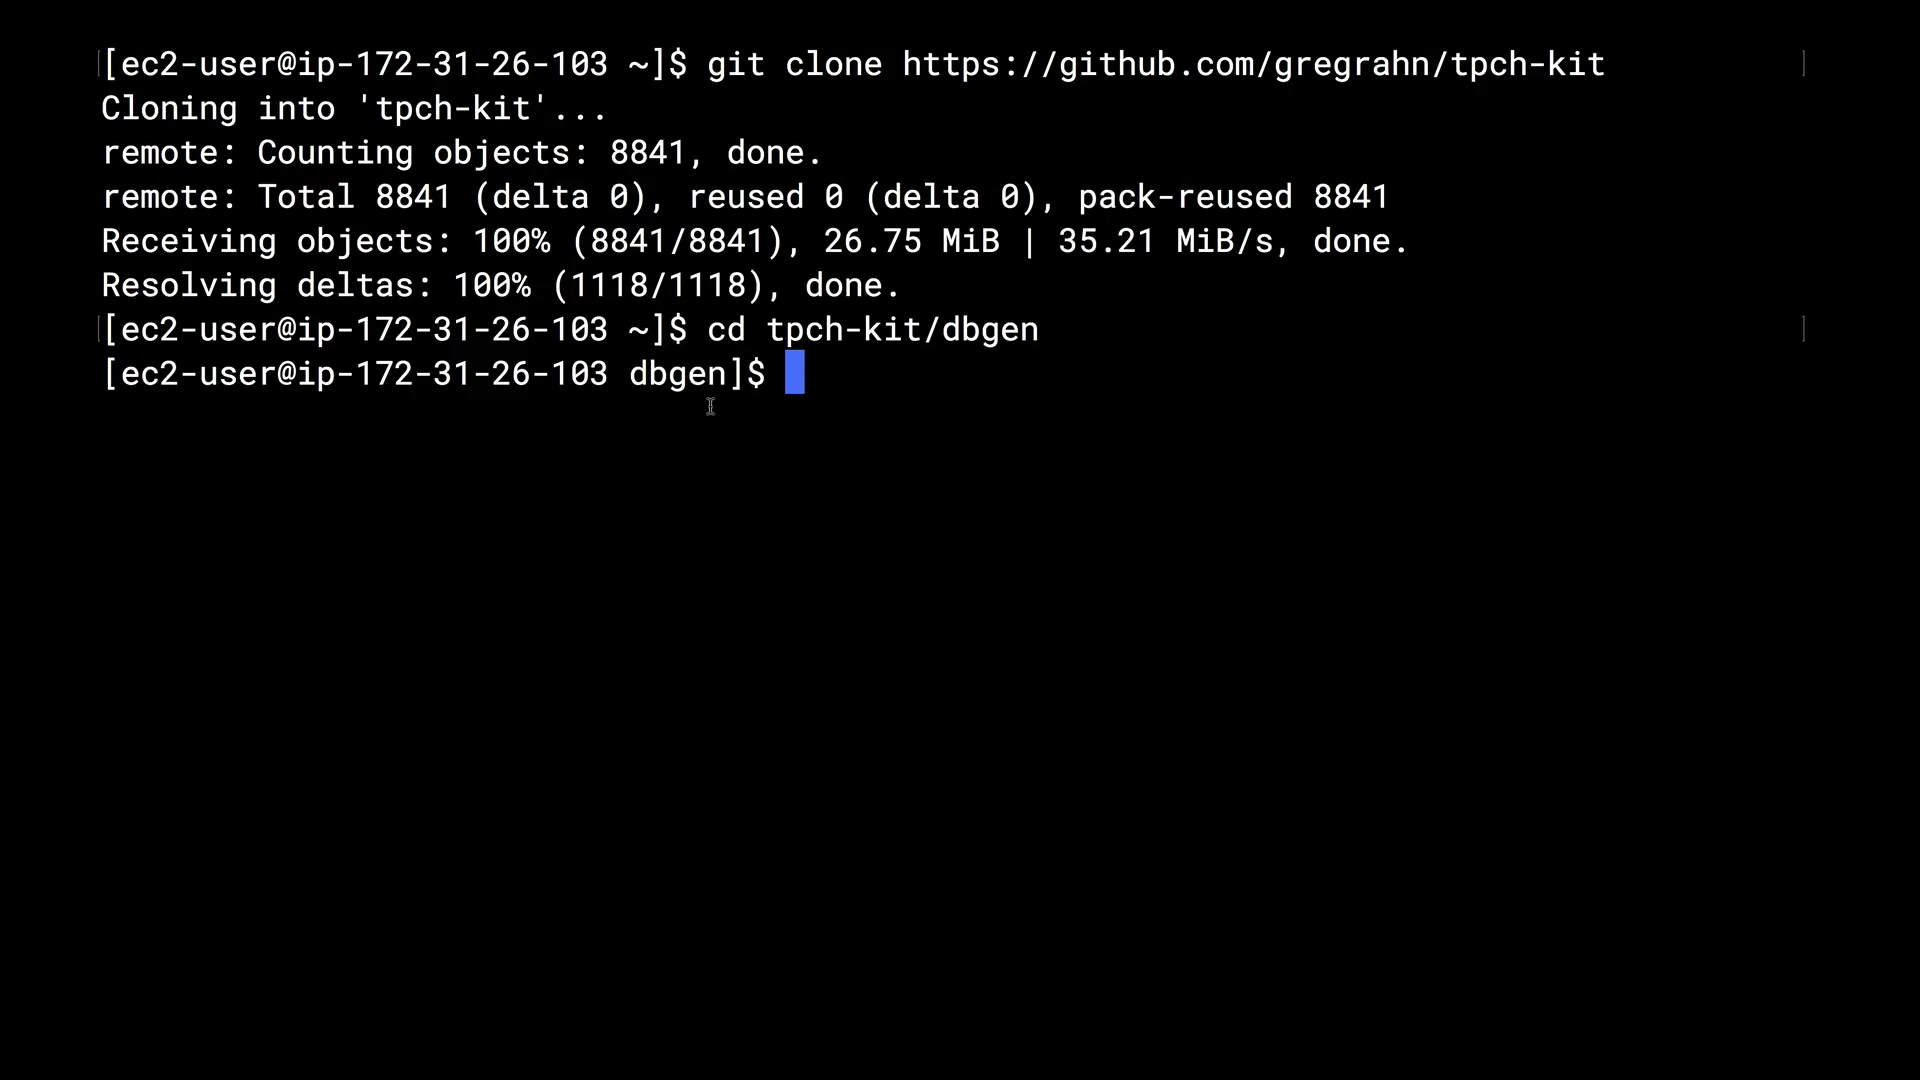 [ec2-user@ip-172-31-26-103 ~]$ git clone https://github.com/gregrahn/tpch-kit
Cloning into 'tpch-kit'...
remote: Counting objects: 8841, done.
remote: Total 8841 (delta 0), reused 0 (delta 0), pack-reused 8841
Receiving objects: 100% (8841/8841), 26.75 MiB | 35.21 MiB/s, done.
Resolving deltas: 100% (1118/1118), done.
[ec2-user@ip-172-31-26-103 ~]$ cd tpch-kit/dbgen
[ec2-user@ip-172-31-26-103 dbgen]$